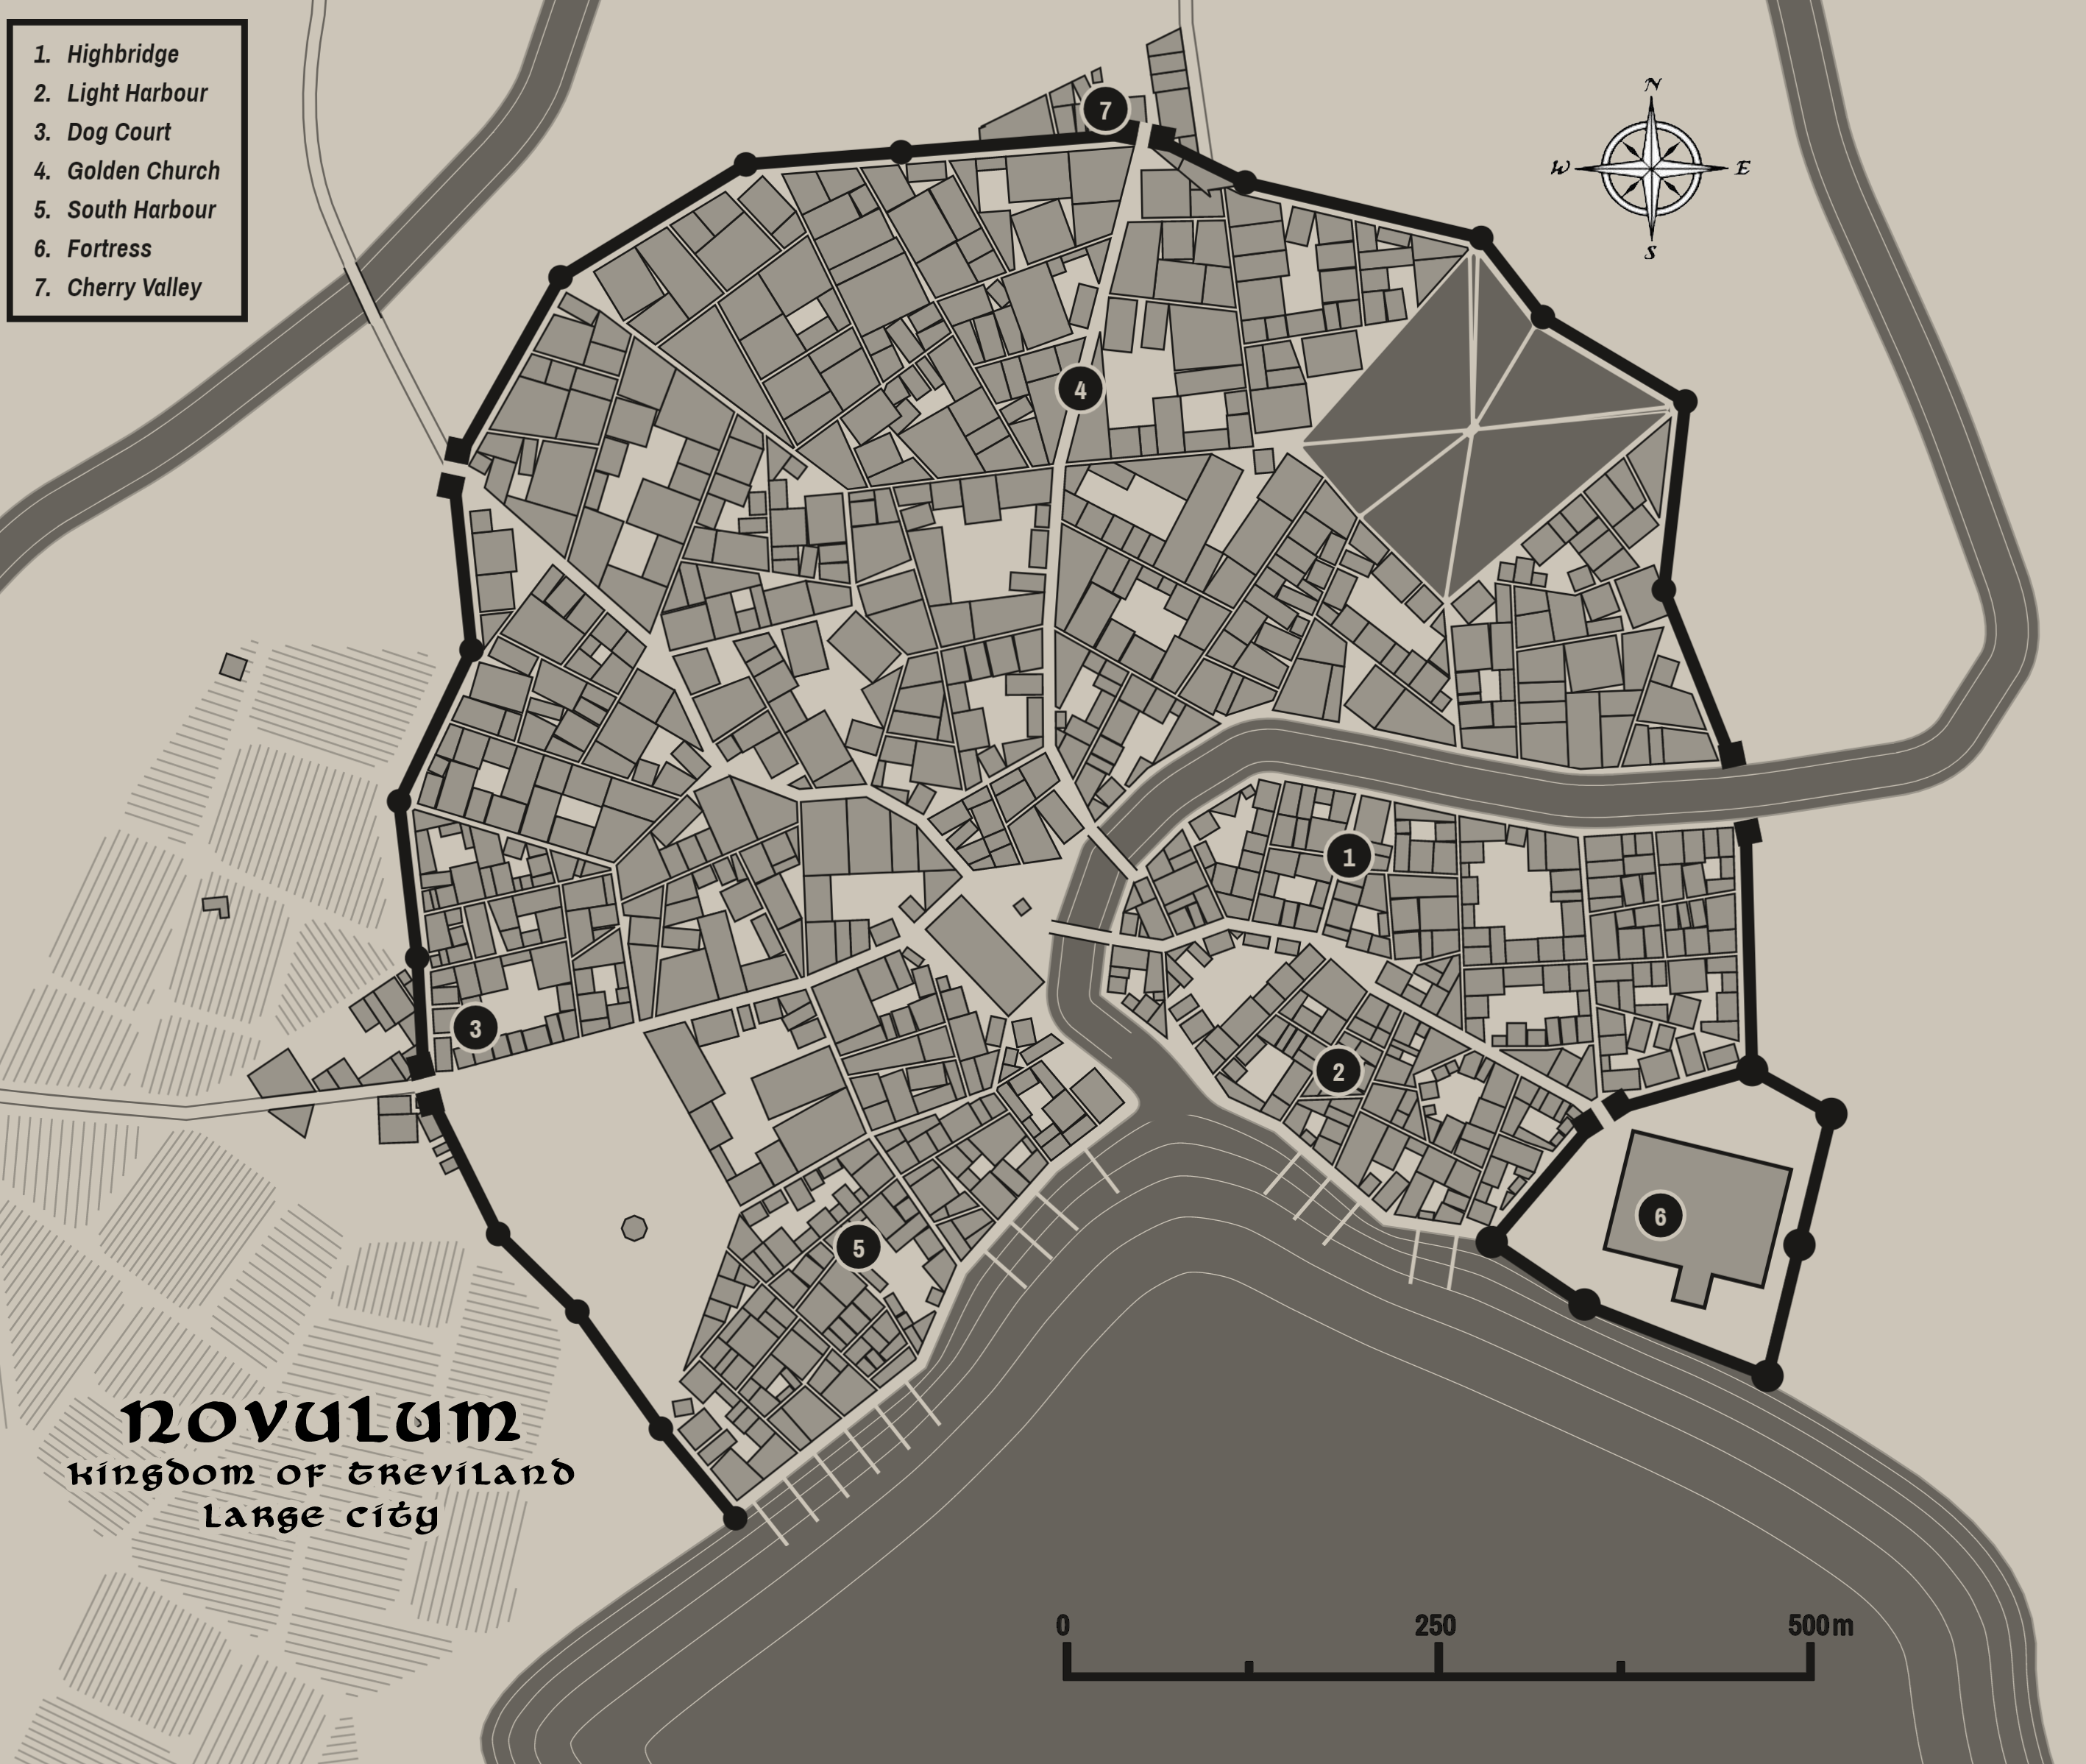 1. Highbridge
2. Light Harbour
3. Dog Court
4. Golden Church
5. South Harbour
6. Fortress
7. Cherry Valley
N
W E
S
7
4
1
3
2
6
5
Novulum
Kingdom of Treviland
Large City
0 250 500m